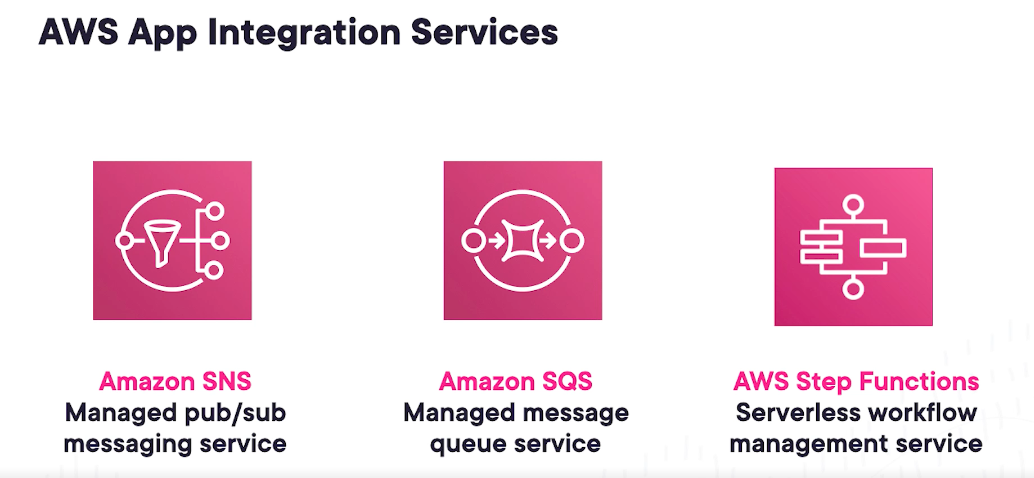 AWS App Integration Services
Amazon SNS
Managed pub/sub
messaging service
Amazon SQS
Managed message
queue service
AWS Step Functions
Serverless workflow
management service